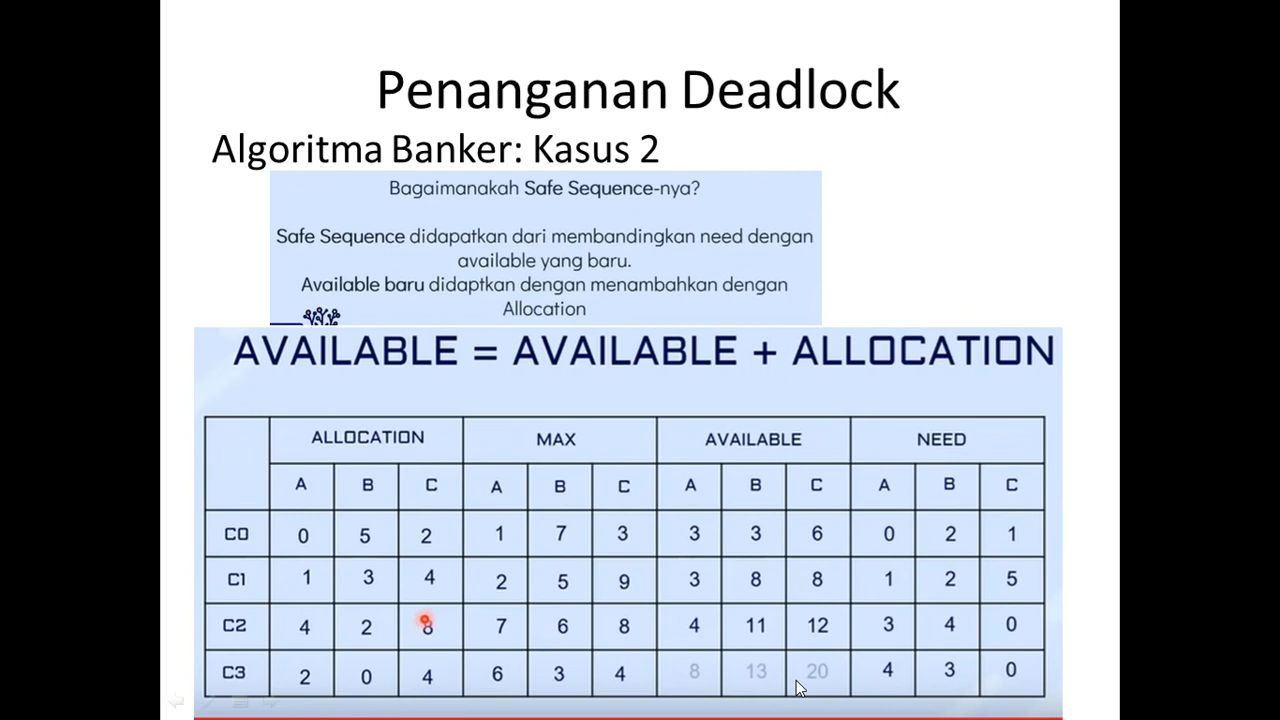 Penanganan Deadlock
Algoritma Banker: Kasus 2
Bagaimanakah Safe Sequence-nya?
Safe Sequence didapatkan dari membandingkan need dengan
available yang baru.
Available baru didaptkan dengan menambahkan dengan
Allocation
AVAILABLE = AVAILABLE + ALLOCATION
ALLOCATION MAX AVAILABLE NEED
A B C A B C A B C A B C
C0 0 5 2 1 7 3 3 3 6 0 2 1
C1 1 3 4 2 5 9 3 8 8 1 2 5
C2 4 2 8 7 6 8 4 11 12 3 4 0
C3 2 0 4 6 3 4 8 13 20 4 3 0